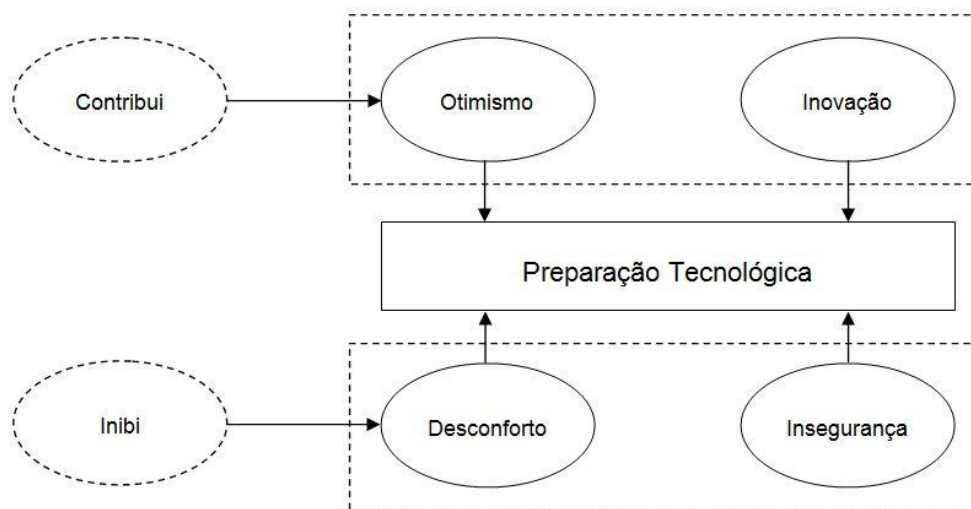 Contribui
Otimismo
Inovação
Preparação Tecnológica
Inibi
Desconforto
Insegurança